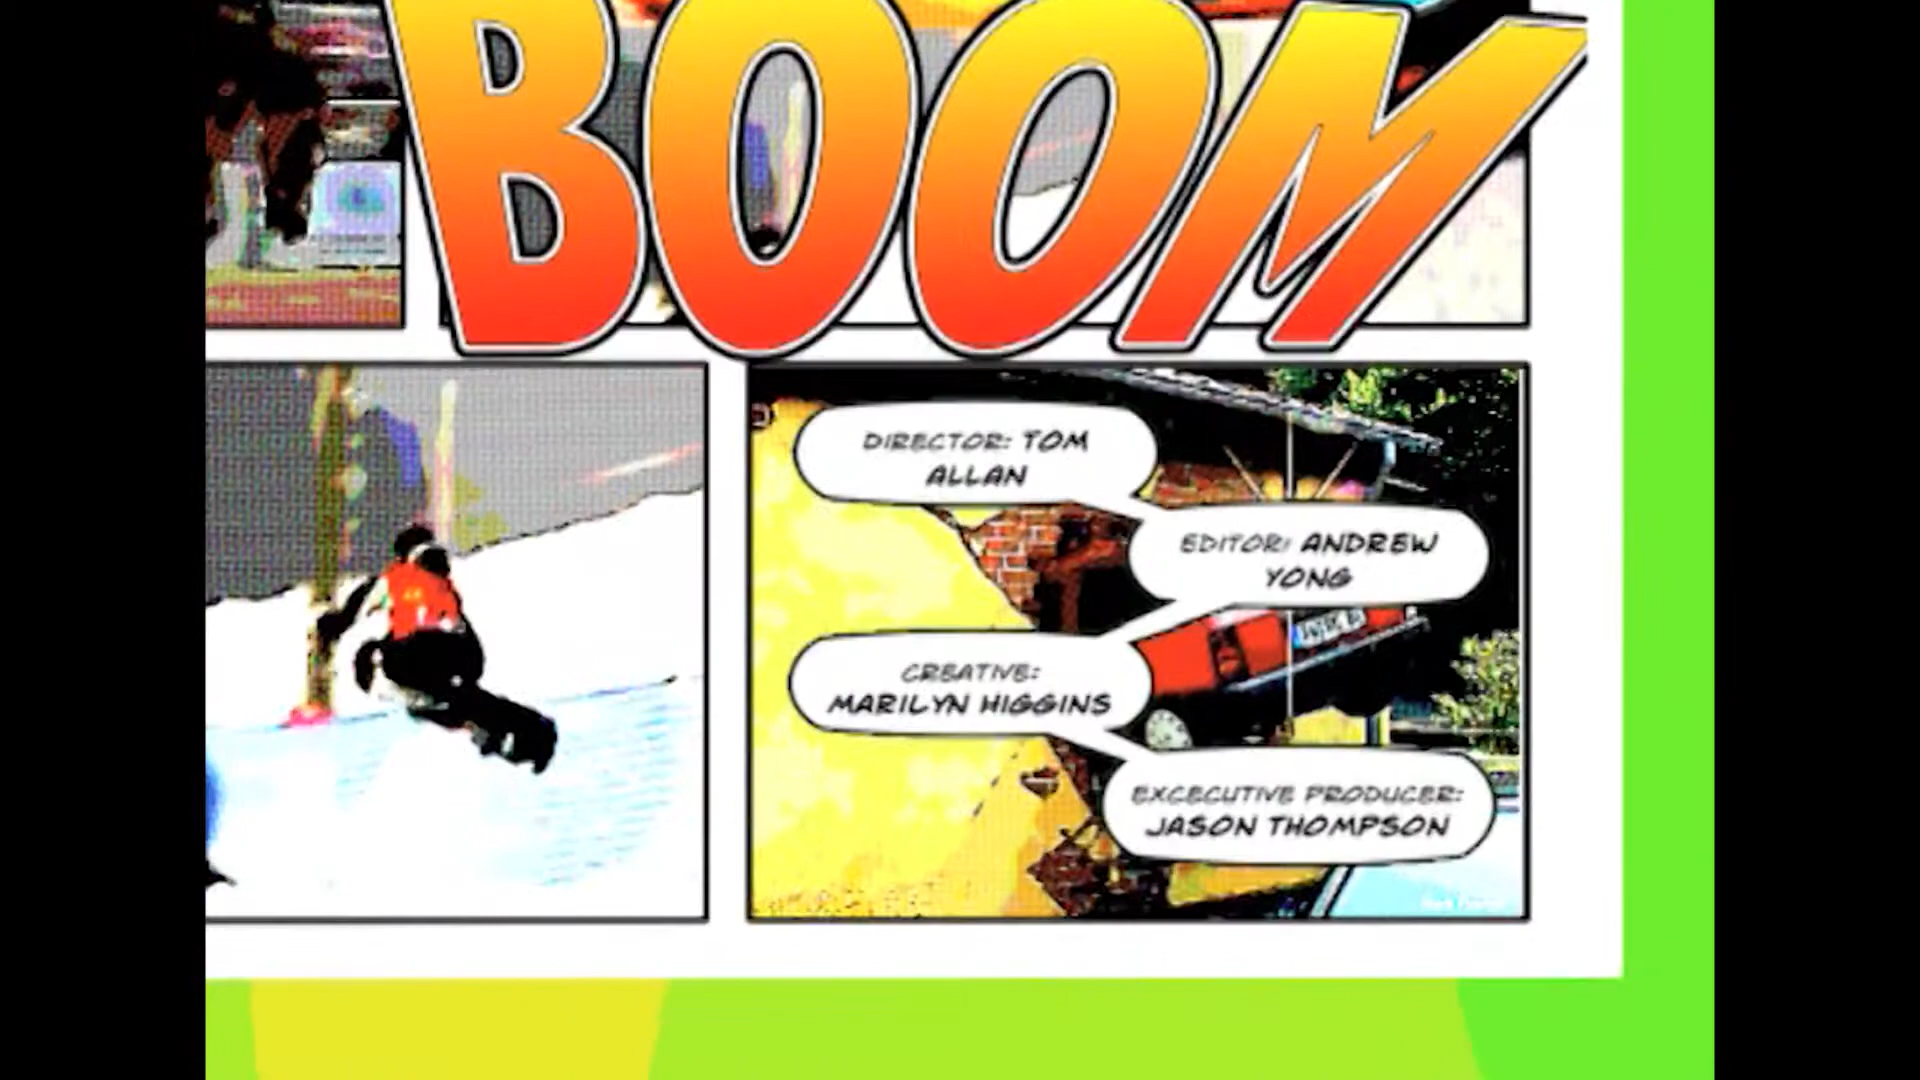 BOOM
DIRECTOR: TOM
ALLAN
EDITOR: ANDREW
YONG
CREATIVE:
MARILYN HIGGINS
EXCECUTIVE PRODUCER:
JASON THOMPSON